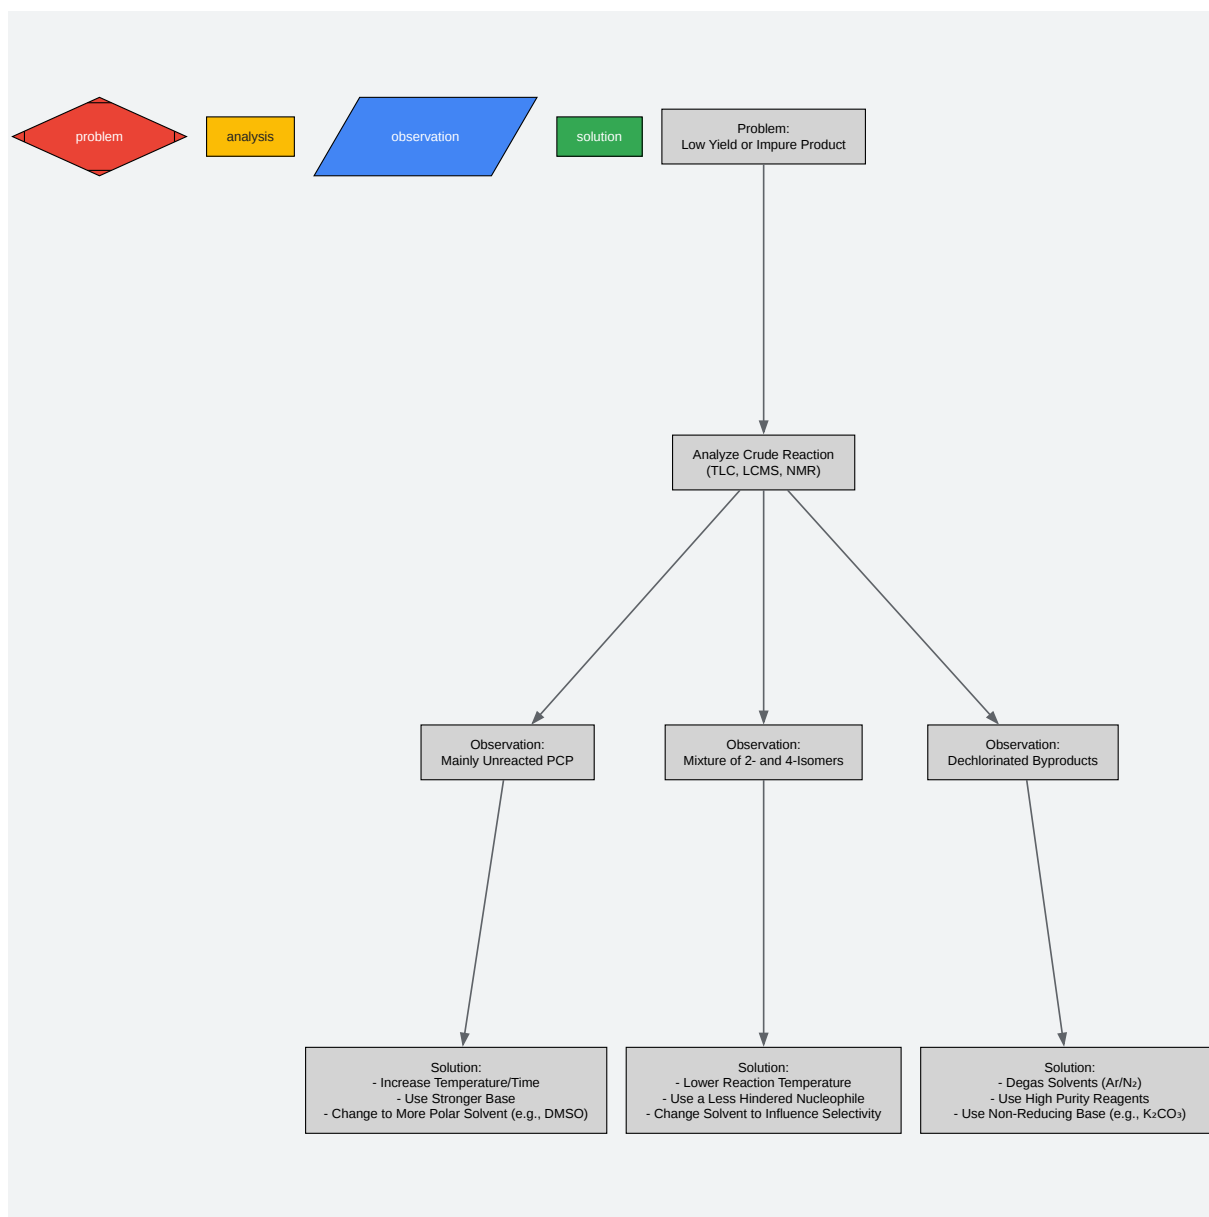 problem
analysis
observation
solution
Problem:
Low Yield or Impure Product
Analyze Crude Reaction
(TLC, LCMS, NMR)
Observation:
Mainly Unreacted PCP
Observation:
Mixture of 2- and 4-Isomers
Observation:
Dechlorinated Byproducts
Solution:
- Increase Temperature/Time
- Use Stronger Base
- Change to More Polar Solvent (e.g., DMSO)
Solution:
- Lower Reaction Temperature
- Use a Less Hindered Nucleophile
- Change Solvent to Influence Selectivity
Solution:
- Degas Solvents (Ar/N₂)
- Use High Purity Reagents
- Use Non-Reducing Base (e.g., K₂CO₃)